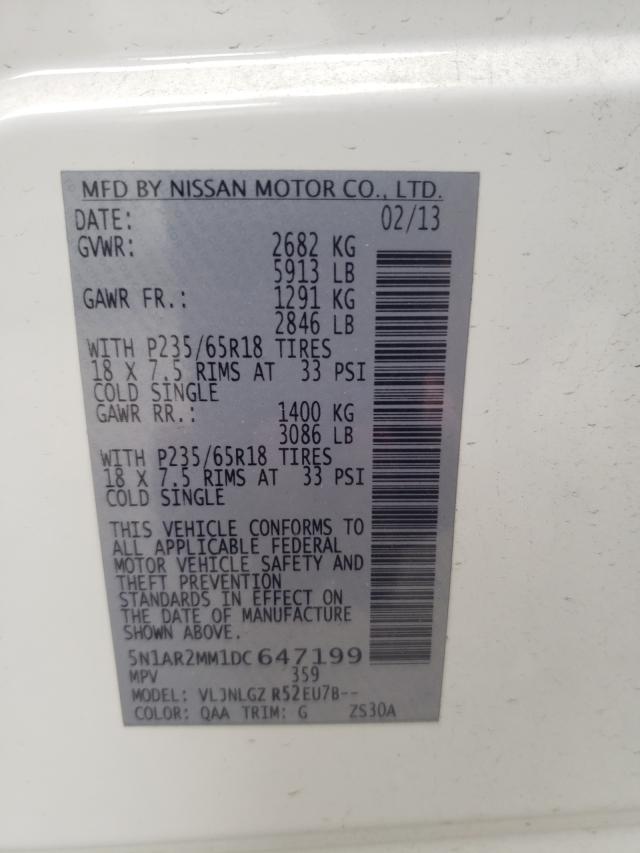 MFD BY NISSAN MOTOR CO., LTD.
DATE: 02/13
GVWR: 2682 KG
5913 LB
GAWR FR.: 1291 KG
2846 LB
WITH P235/65R18 TIRES
18 X 7.5 RIMS AT 33 PSI
COLD SINGLE
GAWR RR.: 1400 KG
3086 LB
WITH P235/65R18 TIRES
18 X 7.5 RIMS AT 33 PSI
COLD SINGLE
THIS VEHICLE CONFORMS TO
ALL APPLICABLE FEDERAL
MOTOR VEHICLE SAFETY AND
THEFT PREVENTION
STANDARDS IN EFFECT ON
THE DATE OF MANUFACTURE
SHOWN ABOVE.
5N1AR2MM1DC647199
MPV 359
MODEL: VLJNLGZ R52EU7B--
COLOR: QAA TRIM: G ZS30A